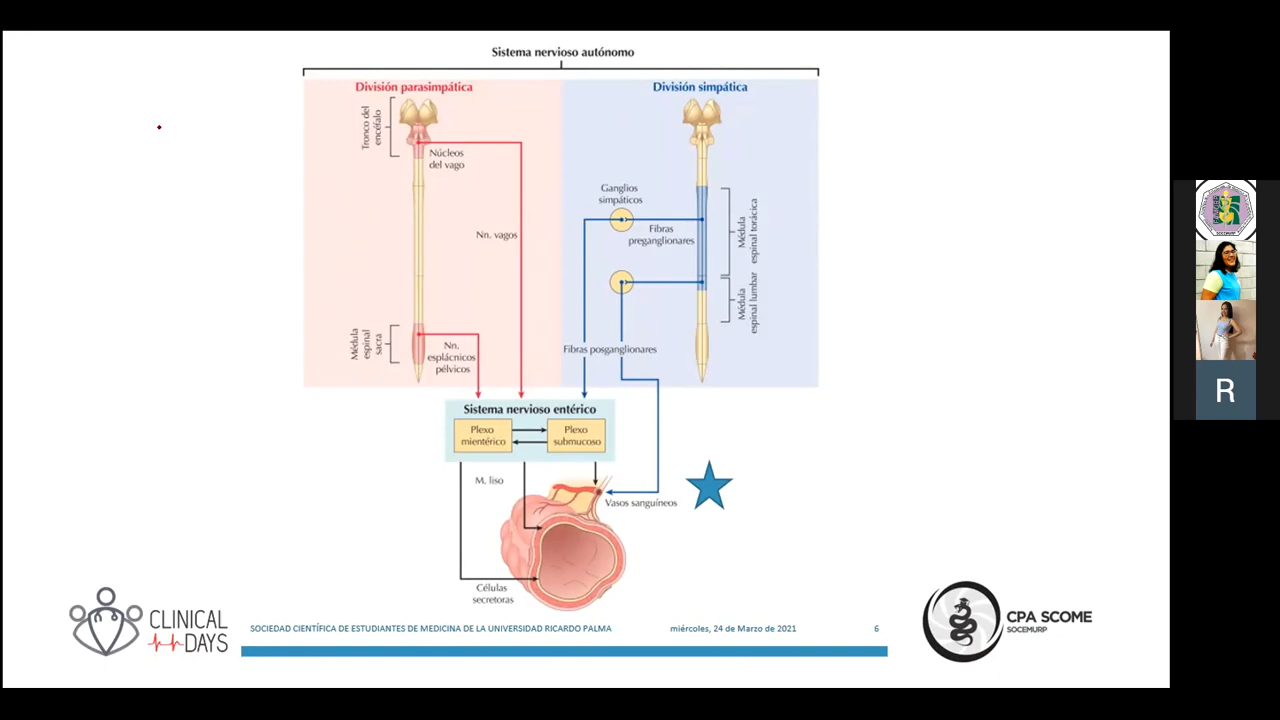 Sistema nervioso autónomo
División parasimpática
División simpática
Tronco del
encéfalo
Núcleos
del vago
Nn. vagos
Médula
espinal
sacra
Nn.
esplácnicos
pélvicos
Ganglios
simpáticos
Fibras
preganglionares
Médula
espinal torácica
Médula
espinal lumbar
Fibras posganglionares
Sistema nervioso entérico
Plexo
mientérico
Plexo
submucoso
M. liso
Vasos sanguíneos
Células
secretoras
CLINICAL
DAYS
SOCIEDAD CIENTÍFICA DE ESTUDIANTES DE MEDICINA DE LA UNIVERSIDAD RICARDO PALMA
miércoles, 24 de Marzo de 2021
6
CPA SCOME
SOCEMURP
R
SOCEMURP